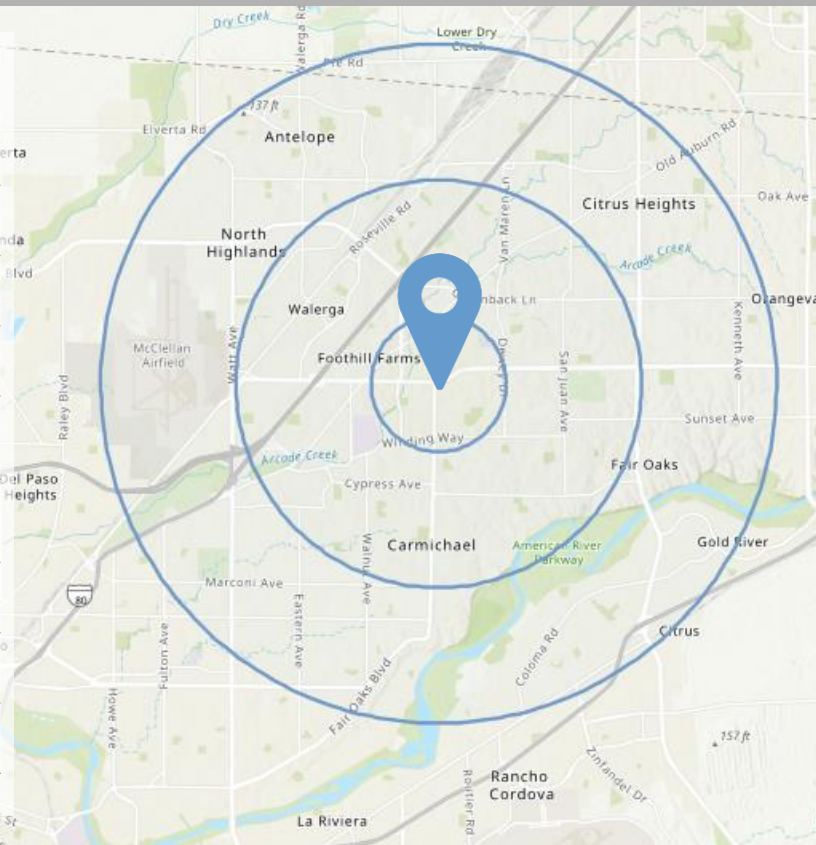 Dry Creek
Walerga Rd
Lower Dry
Creek
Pfe Rd
137 ft
Elverta Rd
Antelope
Old Auburn Rd
erta
Van Maren Ln
Oak Ave
Citrus Heights
Roseville Rd
North
Highlands
nda
Arcade Creek
Blvd
nback Ln
Orangeva
Walerga
Kenneth Ave
McClellan
Airfield
Watt Ave
Foothill Farms
Dewey Dr
San Juan Ave
Raley Blvd
Sunset Ave
Winding Way
Arcade Creek
Fair Oaks
Del Paso
Heights
Cypress Ave
Carmichael
American River
Parkway
Gold River
Walnut Ave
Marconi Ave
80
Eastern Ave
Citrus
o
Fulton Ave
Coloma Rd
Fair Oaks Blvd
Howe Ave
157 ft
Zinfandel Dr
Rancho
Cordova
Routier Rd
La Riviera
St